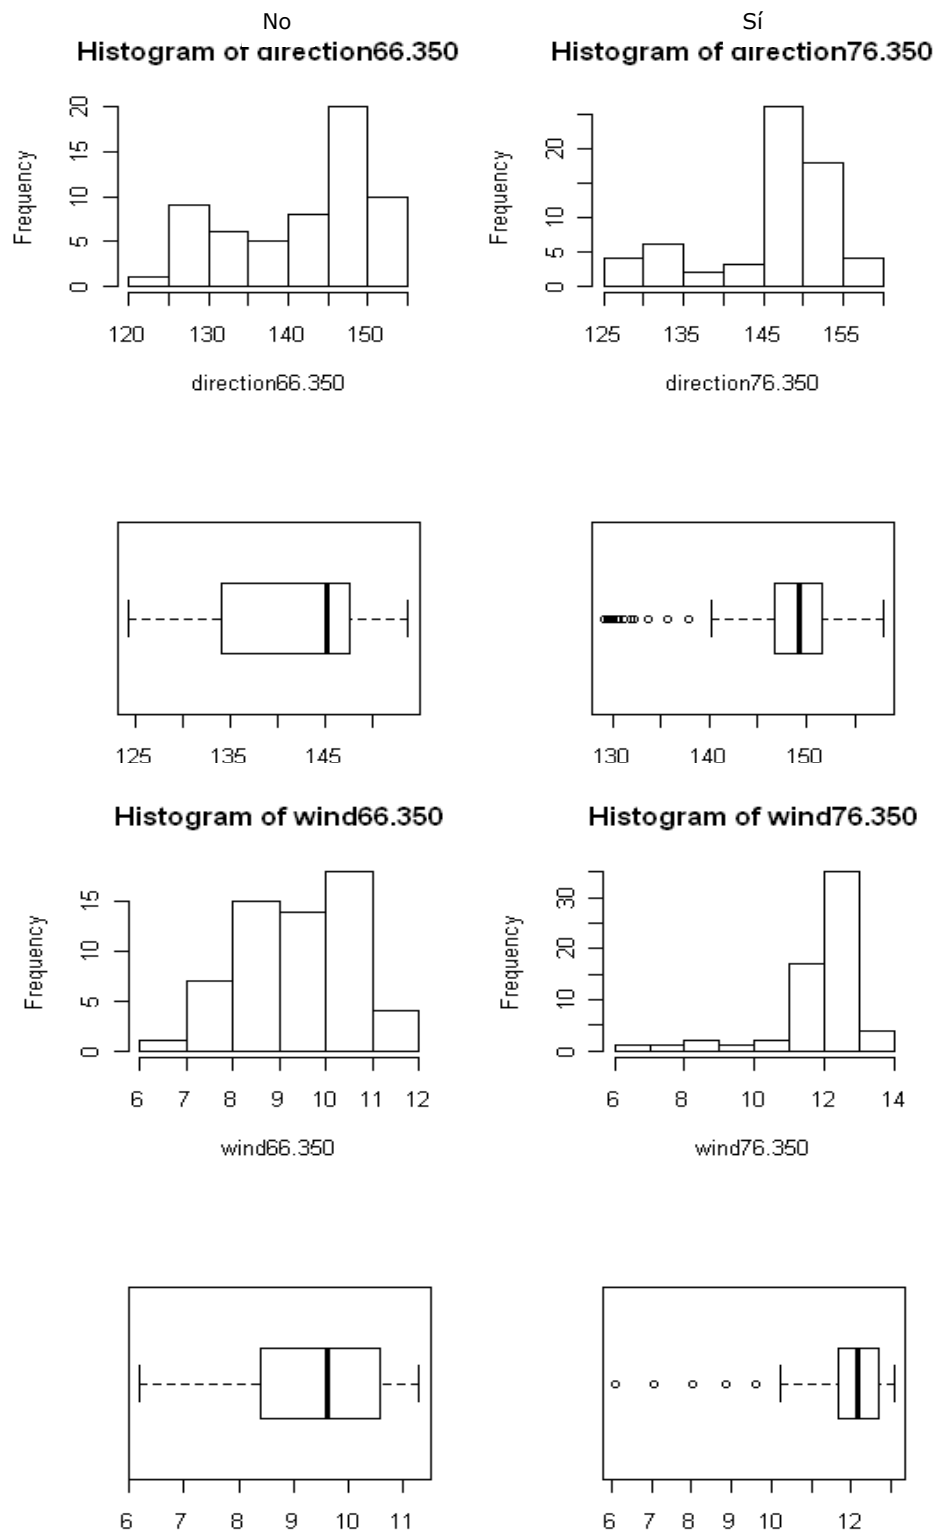 No Sí
Histogram of direction66.350 Histogram of direction76.350
Frequency
0 5 10 15 20
120 130 140 150
direction66.350
Frequency
0 5 10 20
125 135 145 155
direction76.350
125 135 145
130 140 150
Histogram of wind66.350 Histogram of wind76.350
Frequency
0 5 10 15
6 7 8 9 10 11 12
wind66.350
Frequency
0 10 20 30
6 8 10 12 14
wind76.350
6 7 8 9 10 11
6 7 8 9 10 12